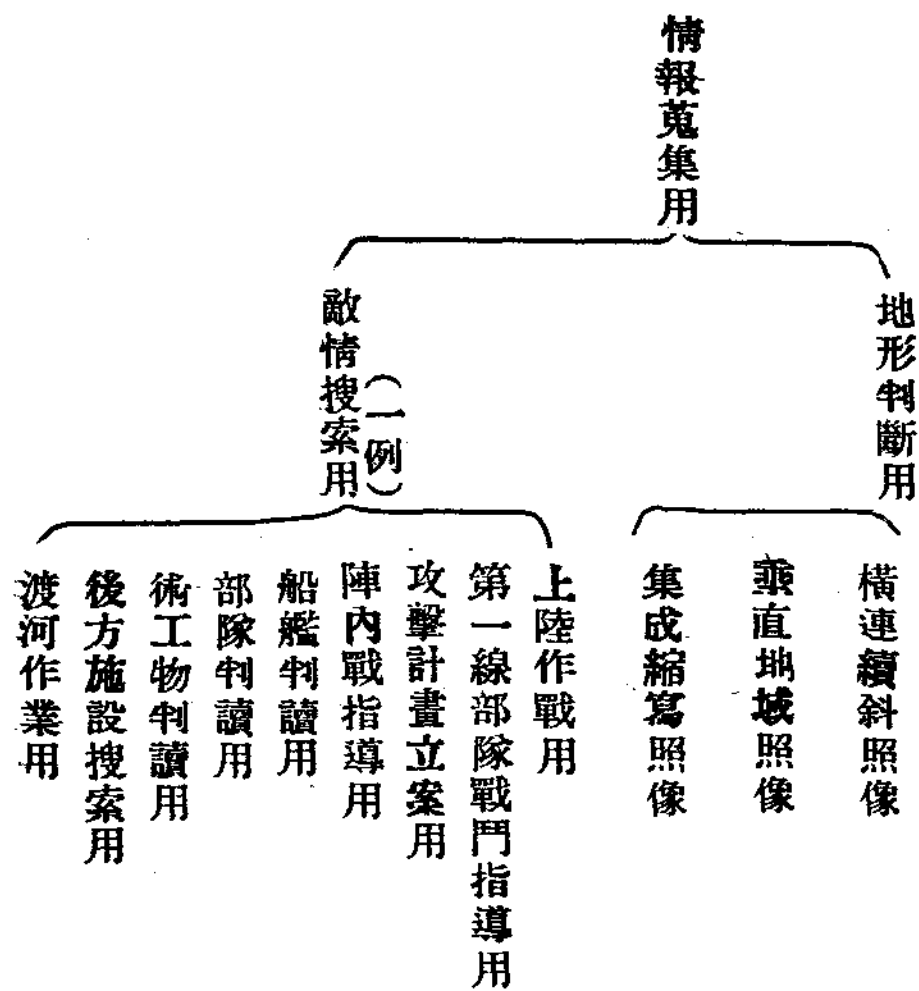 情報蒐集用
地形判斷用
橫連續斜照像
垂直地域照像
集成縮寫照像
敵情搜索用
（一例）
上陸作戰用
第一線部隊戰鬥指導用
攻擊計畫立案用
陣內戰指導用
船艦判讀用
部隊判讀用
術工物判讀用
後方施設搜索用
渡河作業用